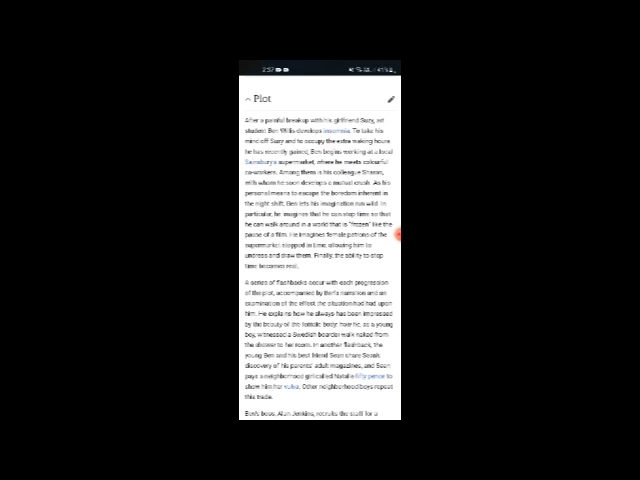 2:57
Plot
After a painful breakup with his girlfriend Suzy, art
student Ben Willis develops insomnia. To take his
mind off Suzy and to occupy the extra waking hours
he has recently gained, Ben begins working at a local
Sainsbury's supermarket, where he meets colourful
co-workers. Among them is his colleague Sharon,
with whom he soon develops a mutual crush. As his
personal means to escape the boredom inherent in
the night shift, Ben lets his imagination run wild. In
particular, he imagines that he can stop time so that
he can walk around in a world that is "frozen" like the
pause of a film. He imagines female patrons of the
supermarket stopped in time, allowing him to
undress and draw them. Finally, the ability to stop
time becomes real.
A series of flashbacks occur with each progression
of the plot, accompanied by Ben's narration and an
examination of the effect the situation had upon
him. He explains how he always has been impressed
by the beauty of the female body: how he, as a young
boy, witnessed a Swedish boarder walk naked from
the shower to her room. In another flashback, the
young Ben and his best friend Sean share Sean's
discovery of his parents' adult magazines, and Sean
pays a neighborhood girl called Natalie fifty pence to
show him her vulva. Other neighborhood boys repeat
this trade.
Ben's boss, Alan Jenkins, recruits the staff for a